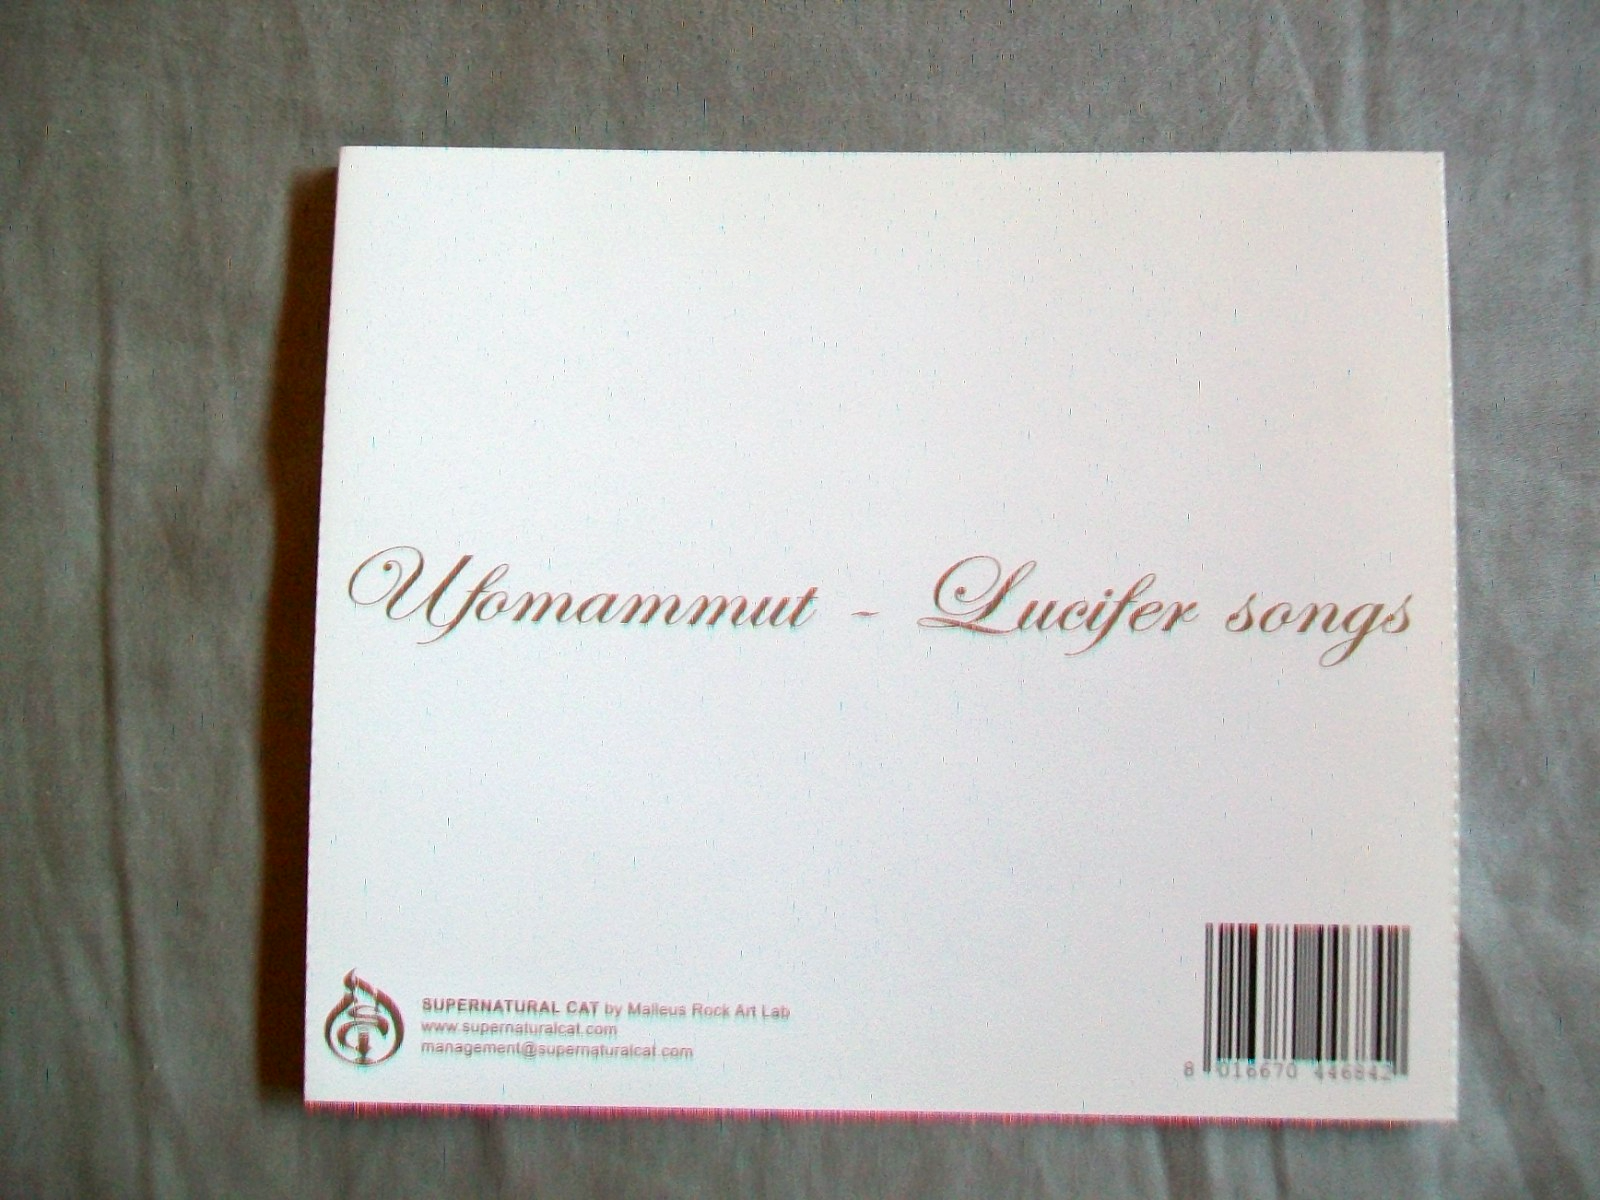 Ufomammut - Lucifer songs
SUPERNATURAL CAT by Malleus Rock Art Lab
www.supernaturalcat.com
management@supernaturalcat.com
8 016670 446842